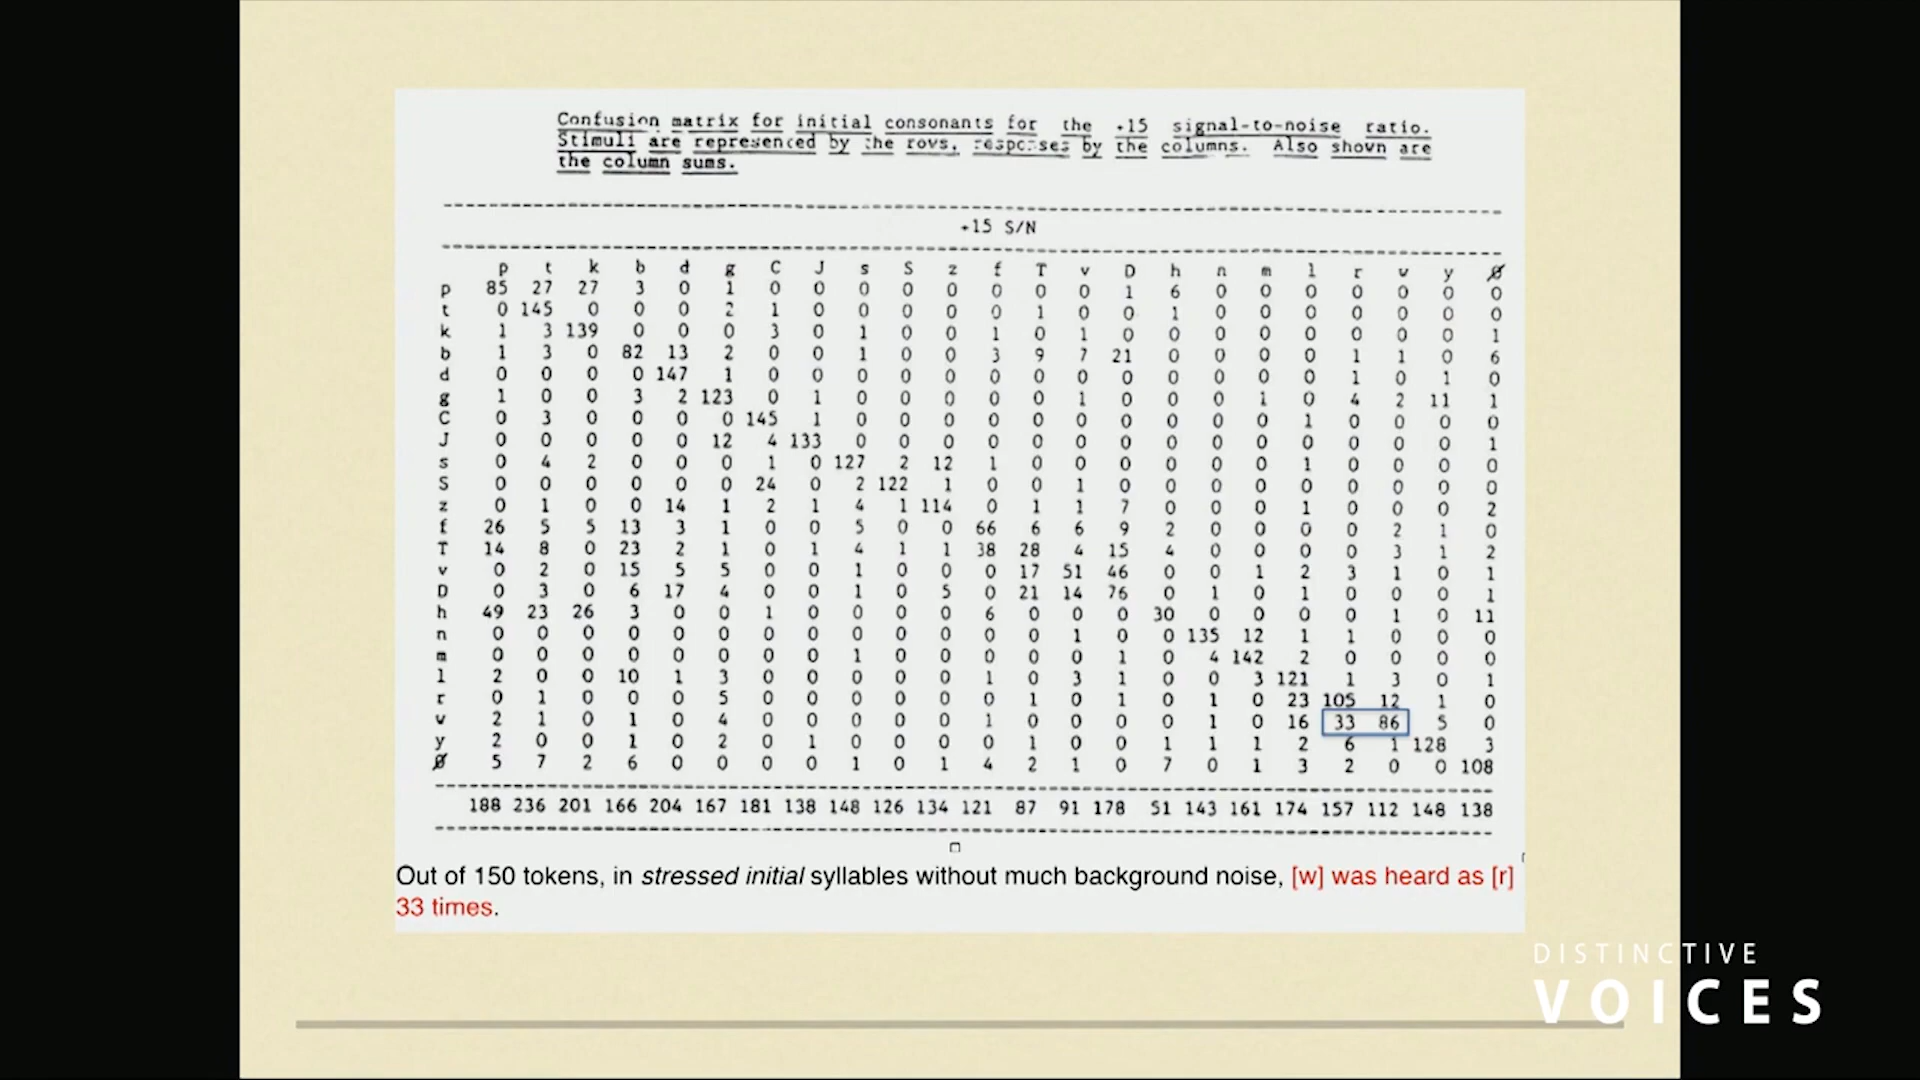 Confusion matrix for initial consonants for the +15 signal-to-noise ratio.
Stimuli are represented by the rows, responses by the columns. Also shown are
the column sums.
+15 S/N
p t k b d g C J s S z f T v D h n m l r w y Ø
p 85 27 27 3 0 1 0 0 0 0 0 0 0 0 1 6 0 0 0 0 0 0 0
t 0 145 0 0 0 2 1 0 0 0 0 0 1 0 0 1 0 0 0 0 0 0 0
k 1 3 139 0 0 0 3 0 1 0 0 1 0 1 0 0 0 0 0 0 0 0 1
b 1 3 0 82 13 2 0 0 1 0 0 3 9 7 21 0 0 0 0 1 1 0 6
d 0 0 0 0 147 1 0 0 0 0 0 0 0 0 0 0 0 0 0 1 0 1 0
g 1 0 0 3 2 123 0 1 0 0 0 0 0 1 0 0 0 1 0 4 2 11 1
C 0 3 0 0 0 0 145 1 0 0 0 0 0 0 0 0 0 0 1 0 0 0 0
J 0 0 0 0 0 12 4 133 0 0 0 0 0 0 0 0 0 0 0 0 0 0 1
s 0 4 2 0 0 0 1 0 127 2 12 1 0 0 0 0 0 0 1 0 0 0 0
S 0 0 0 0 0 0 24 0 2 122 1 0 0 1 0 0 0 0 0 0 0 0 0
z 0 1 0 0 14 1 2 1 4 1 114 0 1 1 7 0 0 0 1 0 0 0 2
f 26 5 5 13 3 1 0 0 5 0 0 66 6 6 9 2 0 0 0 0 2 1 0
T 14 8 0 23 2 1 0 1 4 1 1 38 28 4 15 4 0 0 0 0 3 1 2
v 0 2 0 15 5 5 0 0 1 0 0 0 17 51 46 0 0 1 2 3 1 0 1
D 0 3 0 6 17 4 0 0 1 0 5 0 21 14 76 0 1 0 1 0 0 0 1
h 49 23 26 3 0 0 1 0 0 0 0 6 0 0 0 30 0 0 0 0 1 0 11
n 0 0 0 0 0 0 0 0 0 0 0 0 0 1 0 0 135 12 1 1 0 0 0
m 0 0 0 0 0 0 0 0 1 0 0 0 0 0 1 0 4 142 2 0 0 0 0
l 2 0 0 10 1 3 0 0 0 0 0 1 0 3 1 0 0 3 121 1 3 0 1
r 0 1 0 0 0 5 0 0 0 0 0 0 1 0 1 0 1 0 23 105 12 1 0
w 2 1 0 1 0 4 0 0 0 0 0 1 0 0 0 0 1 0 16 33 86 5 0
y 2 0 0 1 0 2 0 1 0 0 0 0 1 0 0 1 1 1 2 6 1 128 3
Ø 5 7 2 6 0 0 0 0 1 0 1 4 2 1 0 7 0 1 3 2 0 0 108
188 236 201 166 204 167 181 138 148 126 134 121 87 91 178 51 143 161 174 157 112 148 138
Out of 150 tokens, in stressed initial syllables without much background noise, [w] was heard as [r]
33 times.
DISTINCTIVE
VOICES